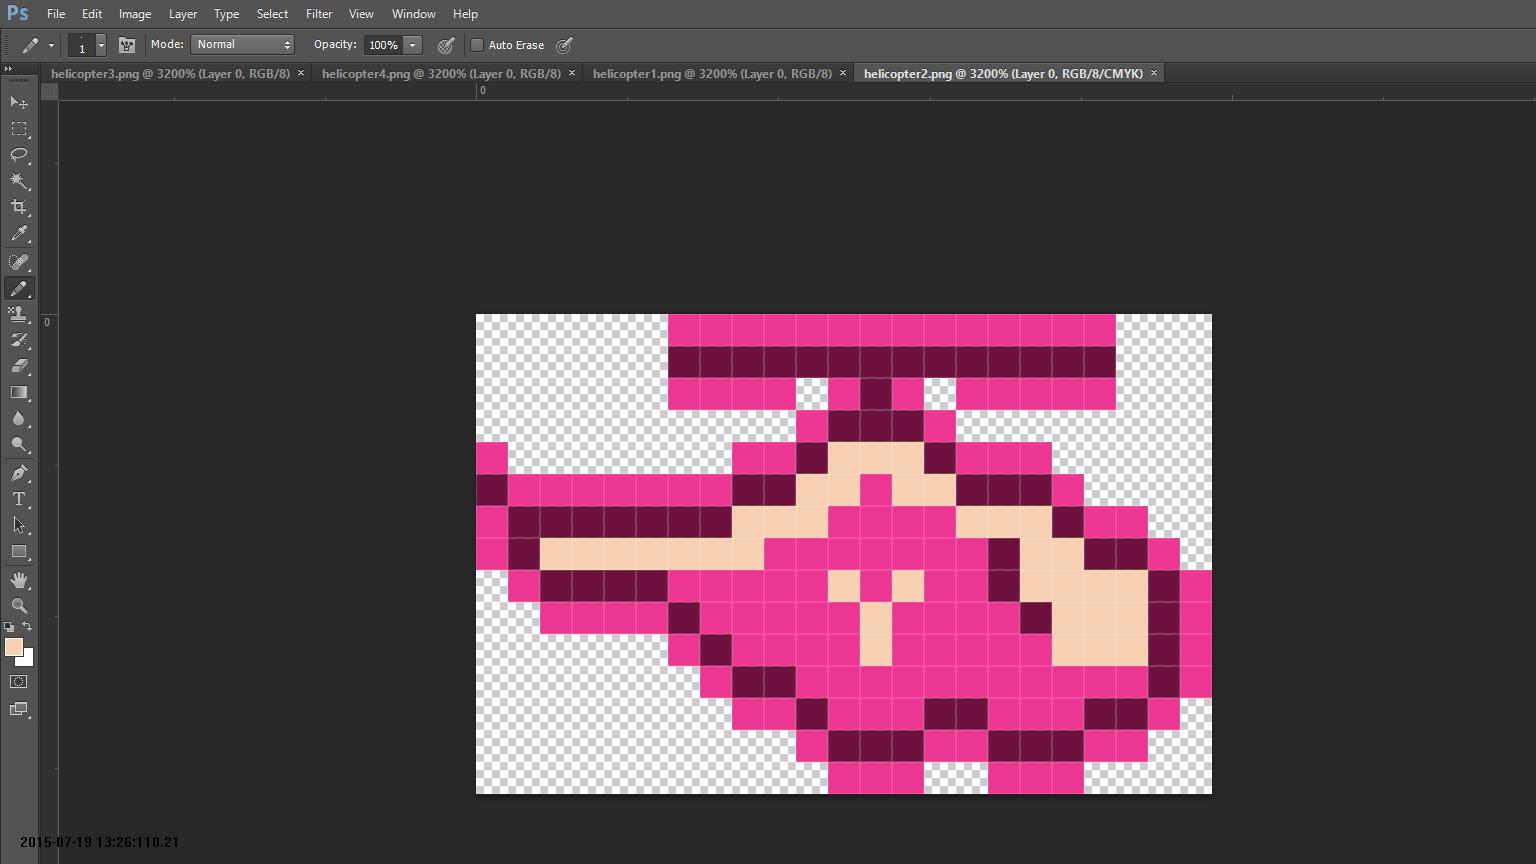 Ps File Edit Image Layer Type Select Filter View Window Help
1 Mode: Normal Opacity: 100% Auto Erase
helicopter3.png @ 3200% (Layer 0, RGB/8) × helicopter4.png @ 3200% (Layer 0, RGB/8) × helicopter1.png @ 3200% (Layer 0, RGB/8) × helicopter2.png @ 3200% (Layer 0, RGB/8/CMYK) ×
0
0
T
2015-07-19 13:26:110.21